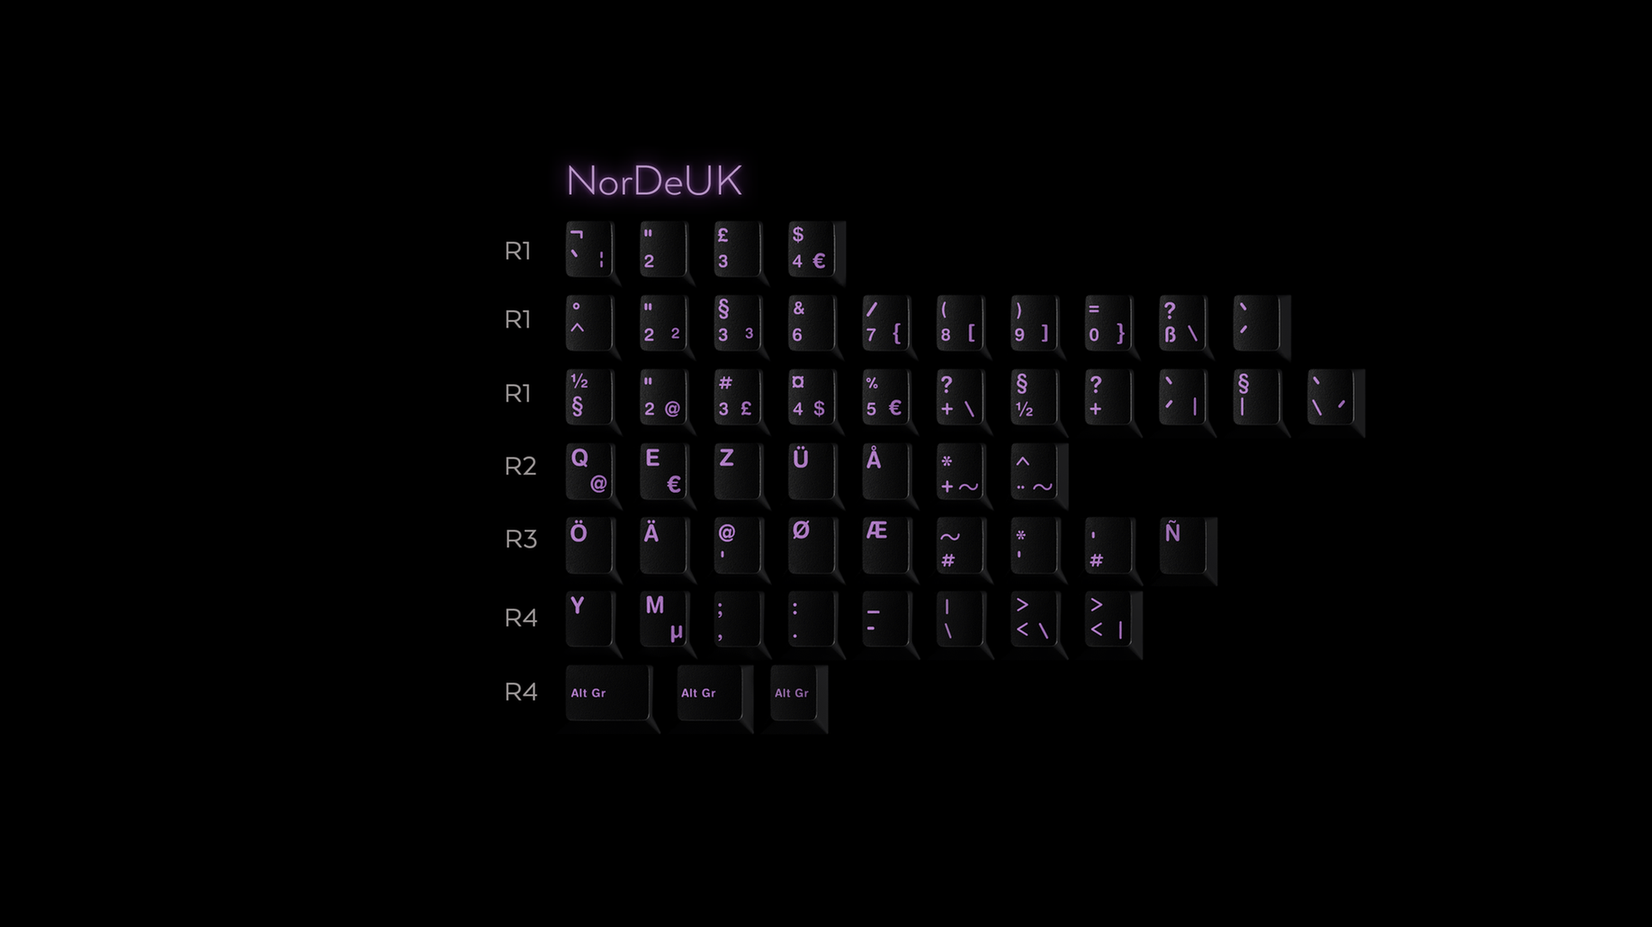 NorDeUK
R1 ¬ ` ¦ " 2 £ 3 $ 4 €
R1 ° ^ " 2 2 § 3 3 & 6 / 7 { ( 8 [ ) 9 ] = 0 } ? ß \ ` ´
R1 ½ § " 2 @ # 3 £ ¤ 4 $ % 5 € ? + \ § ½ ? + ` ´ | § | ` \ ´
R2 Q @ E € Z Ü Å * + ~ ^ ¨ ~
R3 Ö Ä @ ' Ø Æ ~ # * ' ' # Ñ
R4 Y M µ ; , : . _ - | \ > < \ > < |
R4 Alt Gr Alt Gr Alt Gr